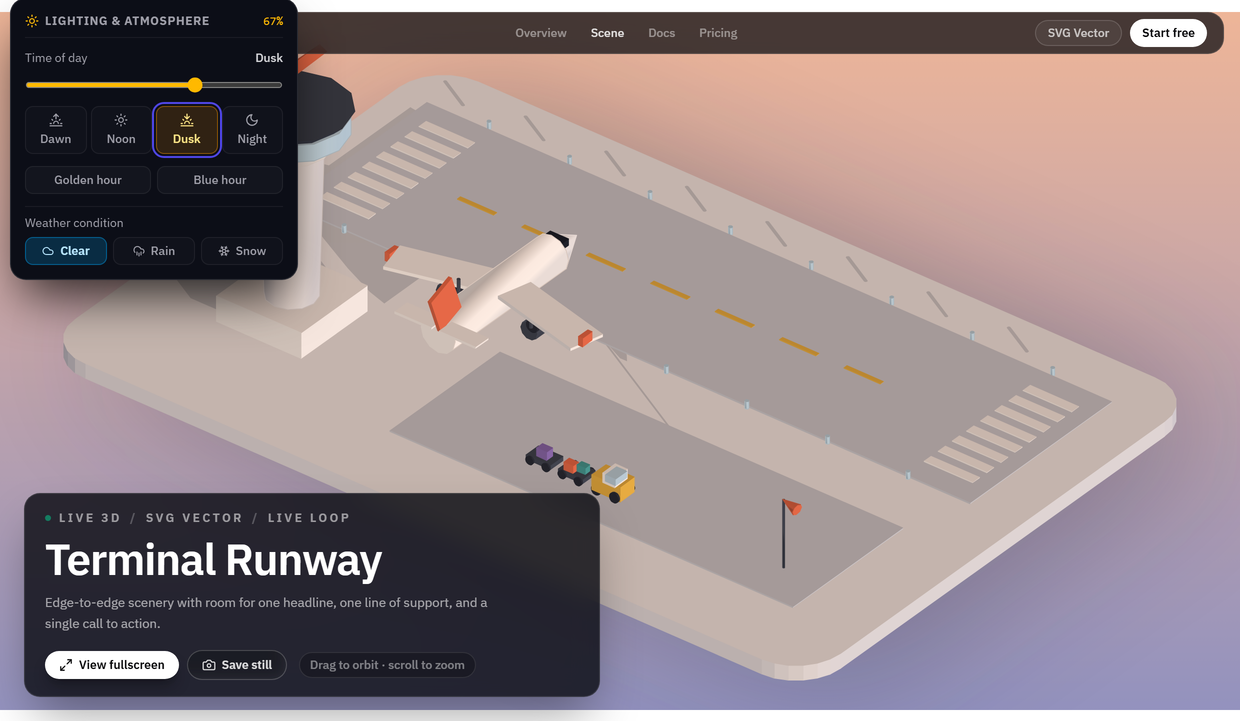 LIGHTING & ATMOSPHERE 67%
Time of day Dusk
Dawn Noon Dusk Night
Golden hour Blue hour
Weather condition
Clear Rain Snow
Overview Scene Docs Pricing
SVG Vector Start free
LIVE 3D / SVG VECTOR / LIVE LOOP
Terminal Runway
Edge-to-edge scenery with room for one headline, one line of support, and a
single call to action.
View fullscreen Save still Drag to orbit · scroll to zoom